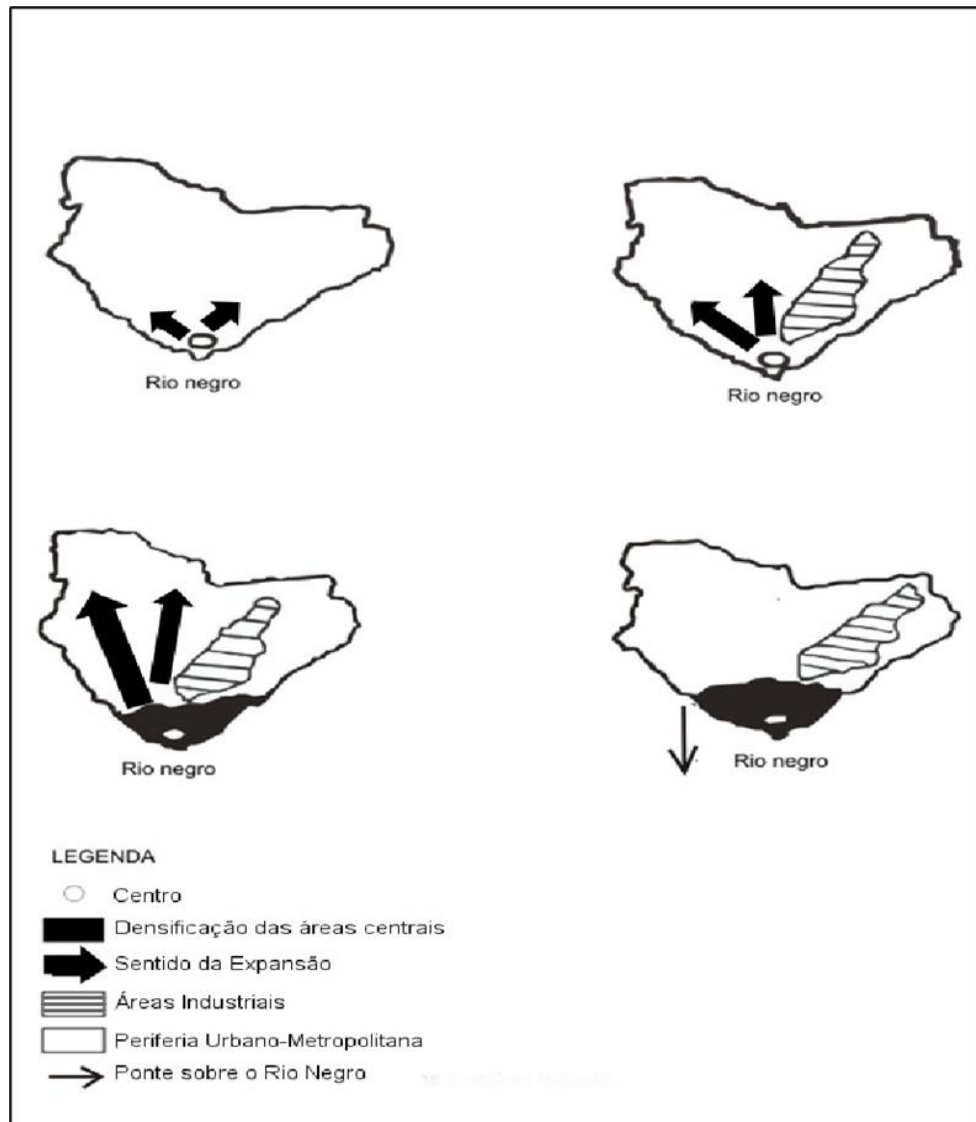 Rio negro
Rio negro
Rio negro
Rio negro
LEGENDA
Centro
Densificação das áreas centrais
Sentido da Expansão
Áreas Industriais
Periferia Urbano-Metropolitana
Ponte sobre o Rio Negro